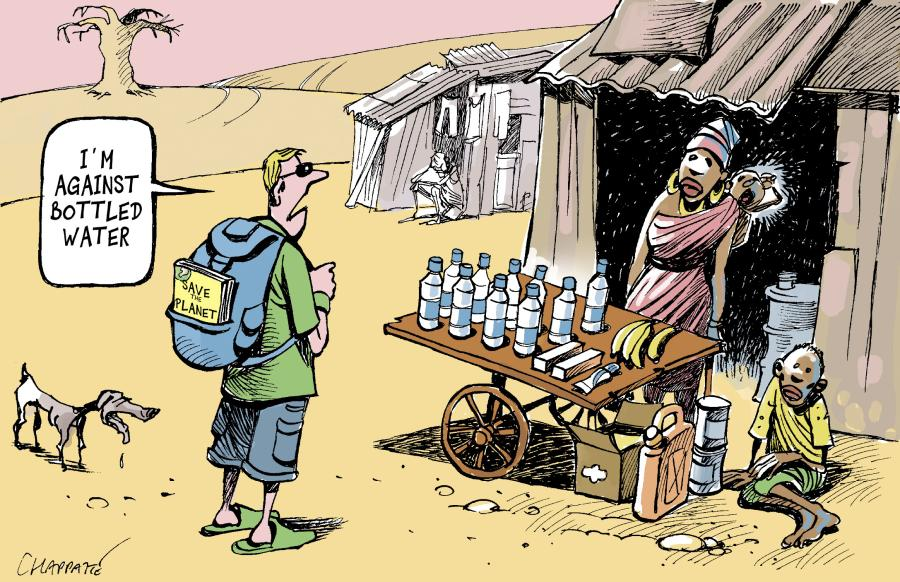 I'M
AGAINST
BOTTLED
WATER
SAVE
THE
PLANET
CHAPPATTE